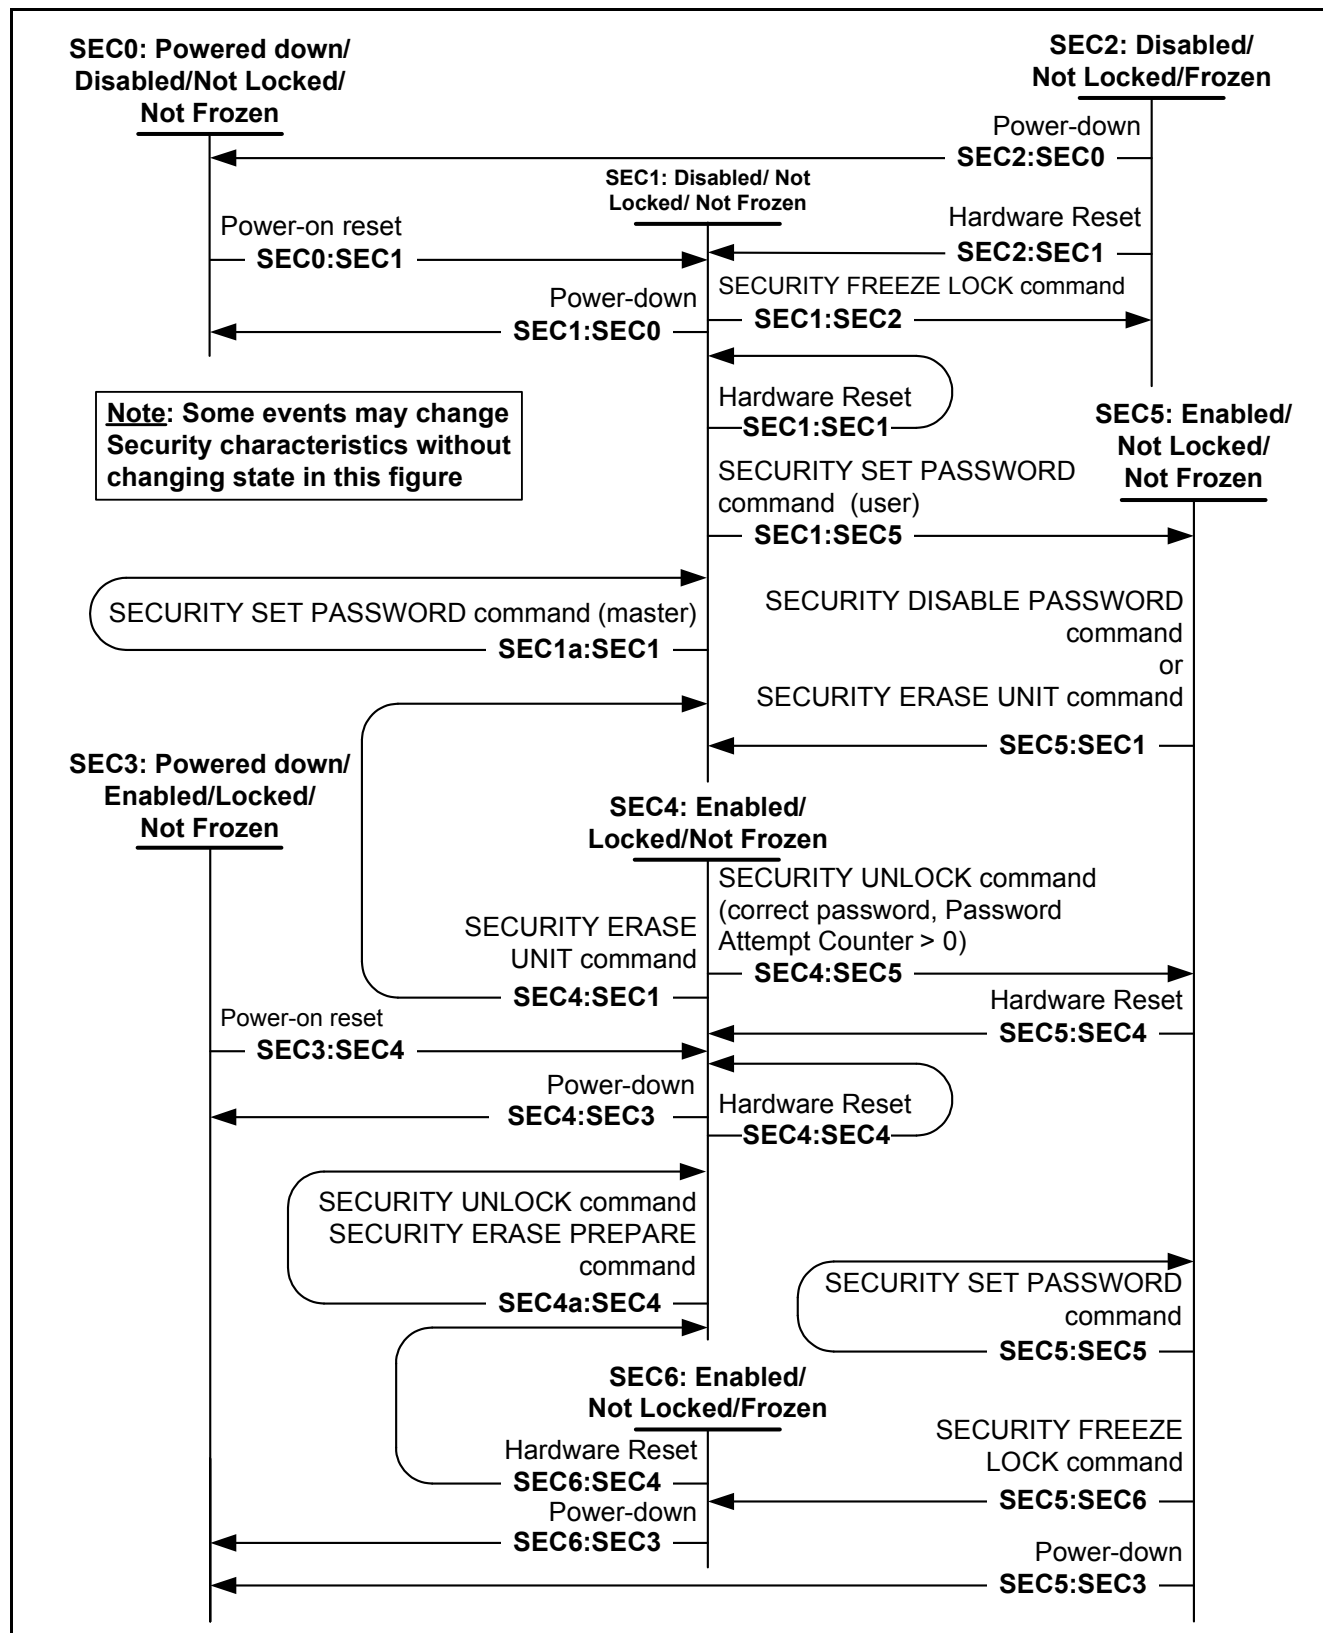 SEC0: Powered down/
Disabled/Not Locked/
Not Frozen
SEC2: Disabled/
Not Locked/Frozen
Power-down
SEC2:SEC0
SEC1: Disabled/ Not
Locked/ Not Frozen
Power-on reset
SEC0:SEC1
Hardware Reset
SEC2:SEC1
Power-down
SEC1:SEC0
SECURITY FREEZE LOCK command
SEC1:SEC2
Hardware Reset
SEC1:SEC1
Note: Some events may change
Security characteristics without
changing state in this figure
SEC5: Enabled/
Not Locked/
Not Frozen
SECURITY SET PASSWORD
command (user)
SEC1:SEC5
SECURITY SET PASSWORD command (master)
SEC1a:SEC1
SECURITY DISABLE PASSWORD
command
or
SECURITY ERASE UNIT command
SEC5:SEC1
SEC3: Powered down/
Enabled/Locked/
Not Frozen
SEC4: Enabled/
Locked/Not Frozen
SECURITY UNLOCK command
(correct password, Password
Attempt Counter > 0)
SEC4:SEC5
SECURITY ERASE
UNIT command
SEC4:SEC1
Hardware Reset
SEC5:SEC4
Power-on reset
SEC3:SEC4
Power-down
SEC4:SEC3
Hardware Reset
SEC4:SEC4
SECURITY UNLOCK command
SECURITY ERASE PREPARE
command
SEC4a:SEC4
SECURITY SET PASSWORD
command
SEC5:SEC5
SEC6: Enabled/
Not Locked/Frozen
Hardware Reset
SEC6:SEC4
SECURITY FREEZE
LOCK command
SEC5:SEC6
Power-down
SEC6:SEC3
Power-down
SEC5:SEC3